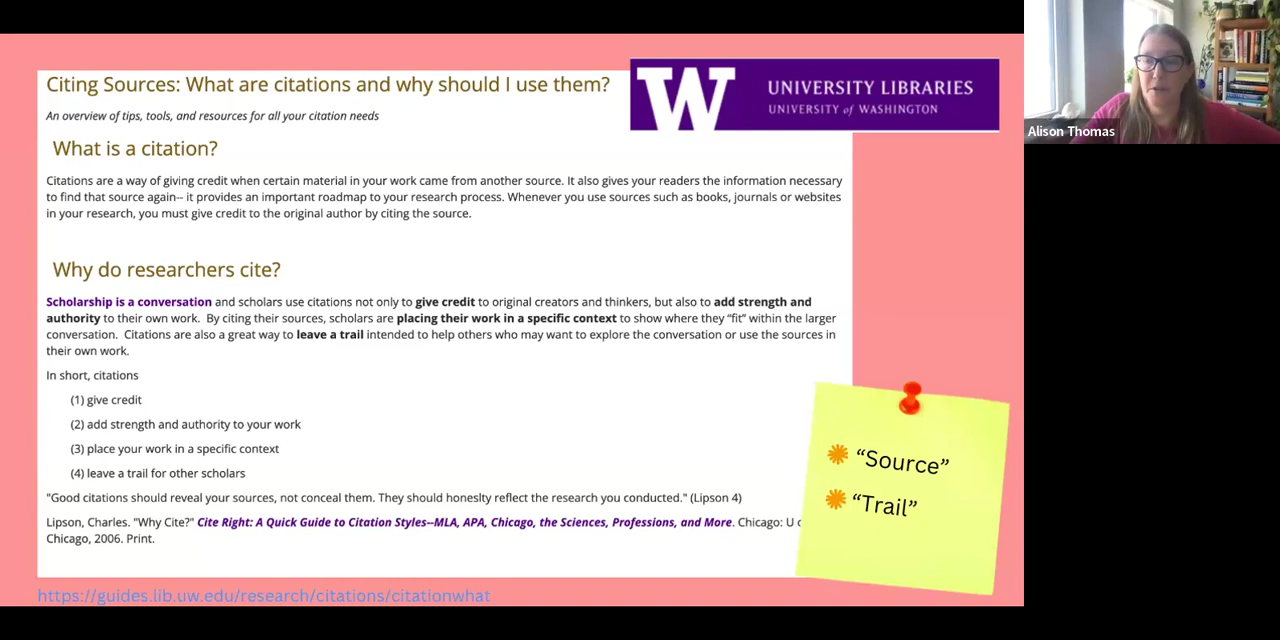 Citing Sources: What are citations and why should I use them?
An overview of tips, tools, and resources for all your citation needs
W
UNIVERSITY LIBRARIES
UNIVERSITY of WASHINGTON
Alison Thomas
What is a citation?
Citations are a way of giving credit when certain material in your work came from another source. It also gives your readers the information necessary
to find that source again-- it provides an important roadmap to your research process. Whenever you use sources such as books, journals or websites
in your research, you must give credit to the original author by citing the source.
Why do researchers cite?
Scholarship is a conversation and scholars use citations not only to give credit to original creators and thinkers, but also to add strength and
authority to their own work. By citing their sources, scholars are placing their work in a specific context to show where they “fit” within the larger
conversation. Citations are also a great way to leave a trail intended to help others who may want to explore the conversation or use the sources in
their own work.
In short, citations
(1) give credit
(2) add strength and authority to your work
(3) place your work in a specific context
(4) leave a trail for other scholars
"Good citations should reveal your sources, not conceal them. They should honeslty reflect the research you conducted." (Lipson 4)
Lipson, Charles. "Why Cite?" Cite Right: A Quick Guide to Citation Styles--MLA, APA, Chicago, the Sciences, Professions, and More. Chicago: U
Chicago, 2006. Print.
“Source”
“Trail”
https://guides.lib.uw.edu/research/citations/citationwhat